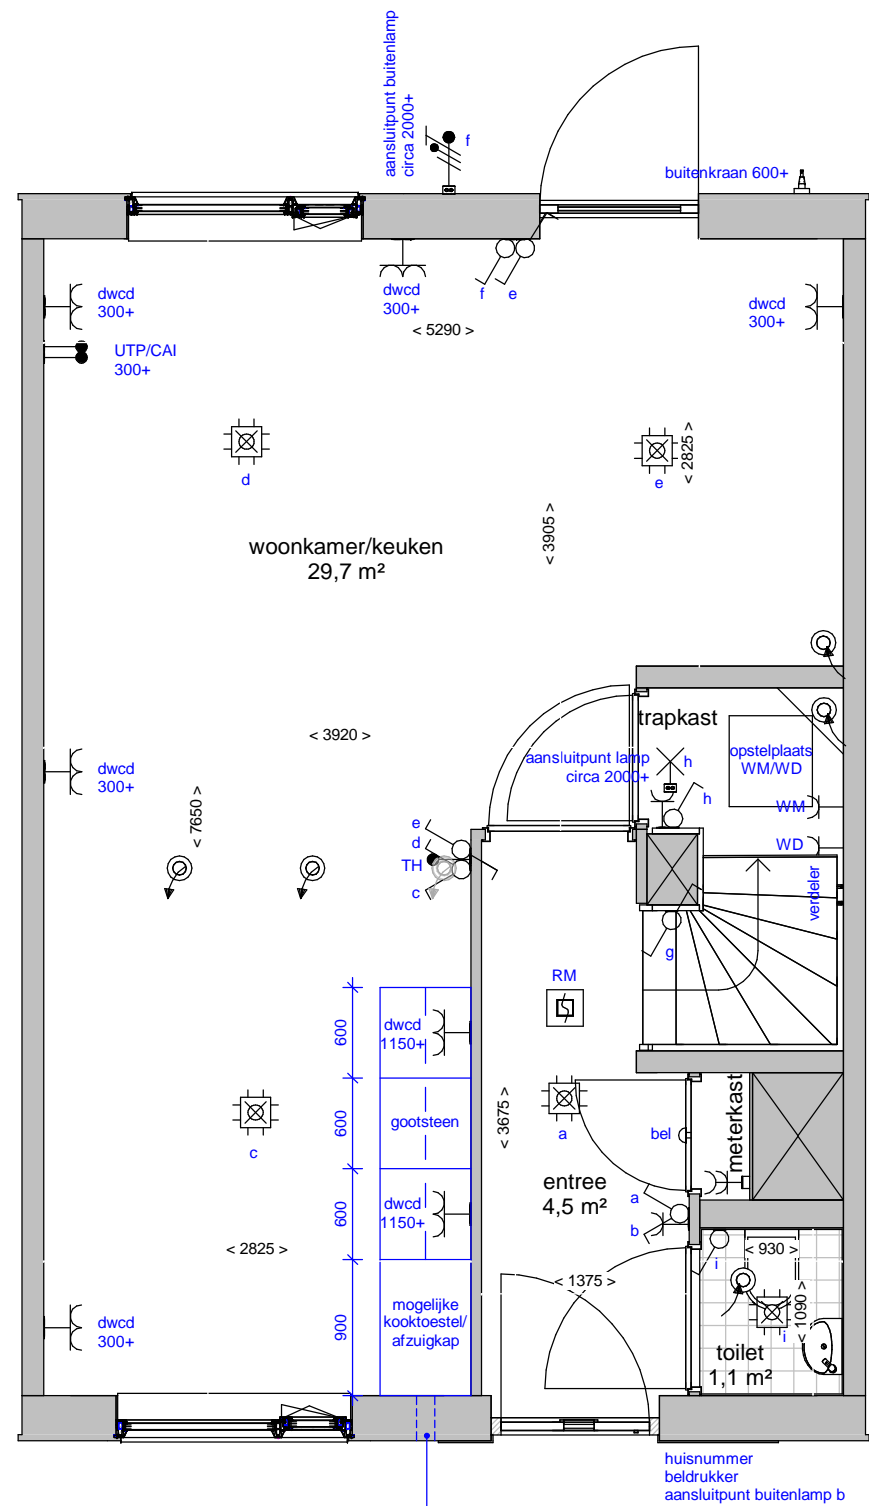 aansluitpunt buitenlamp
circa 2000+
f
buitenkraan 600+
dwcd
300+
dwcd
300+
f
e
dwcd
300+
< 5290 >
UTP/CAI
300+
d
e
< 2825 >
< 3905 >
woonkamer/keuken
29,7 m²
trapkast
< 3920 >
aansluitpunt lamp
circa 2000+
h
opstelplaats
WM/WD
dwcd
300+
h
WM
< 7650 >
e
d
TH
c
WD
verdeler
g
RM
600
dwcd
1150+
600
gootsteen
< 3675 >
c
a
bel
meterkast
entree
4,5 m²
a
b
600
dwcd
1150+
< 2825 >
i
< 930 >
< 1375 >
< 1090 >
900
mogelijke
kooktoestel/
afzuigkap
dwcd
300+
i
toilet
1,1 m²
huisnummer
beldrukker
aansluitpunt buitenlamp b